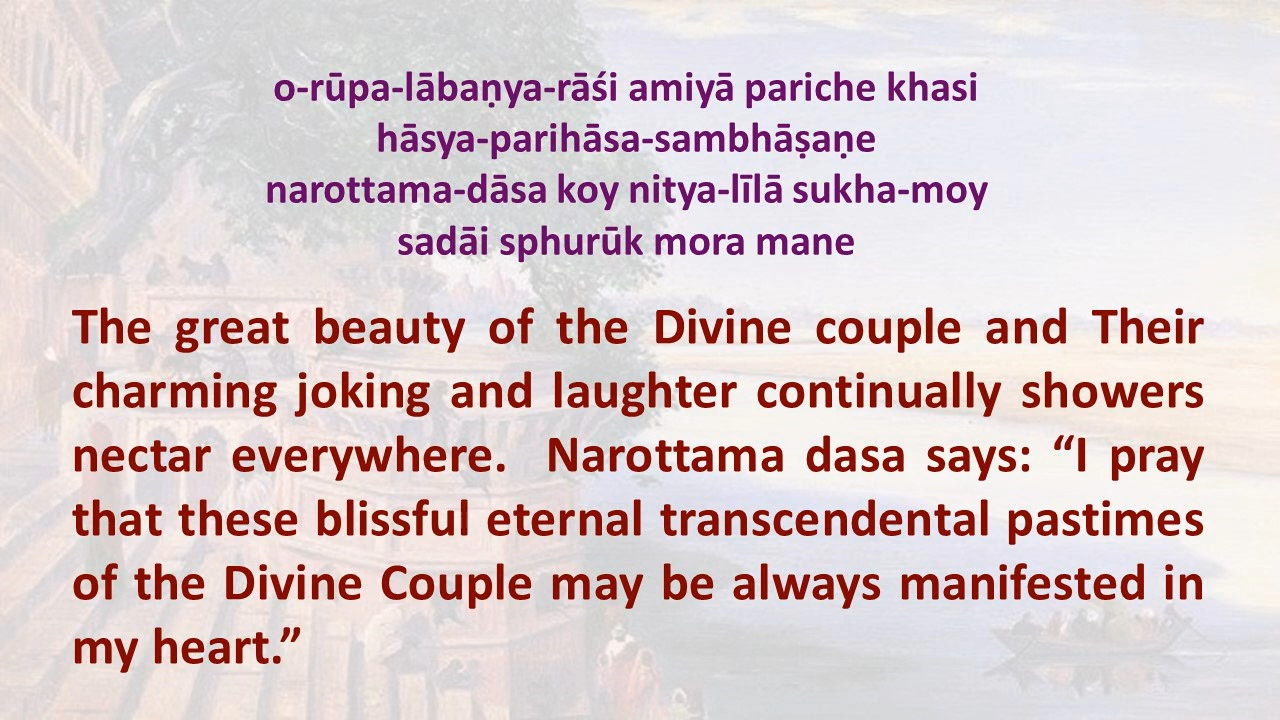 o-rūpa-lābaṇya-rāśi amiyā pariche khasi
hāsya-parihāsa-sambhāṣaṇe
narottama-dāsa koy nitya-līlā sukha-moy
sadāi sphurūk mora mane
The great beauty of the Divine couple and Their
charming joking and laughter continually showers
nectar everywhere.  Narottama dasa says: “I pray
that these blissful eternal transcendental pastimes
of the Divine Couple may be always manifested in
my heart.”